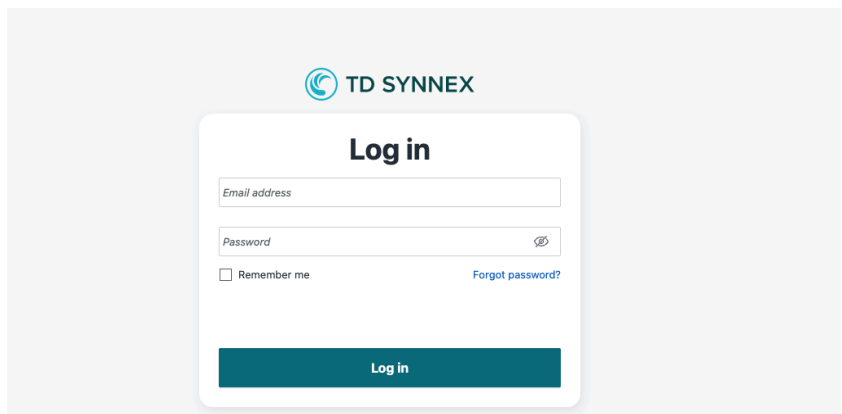 TD SYNNEX
Log in
Email address
Password
Remember me
Forgot password?
Log in